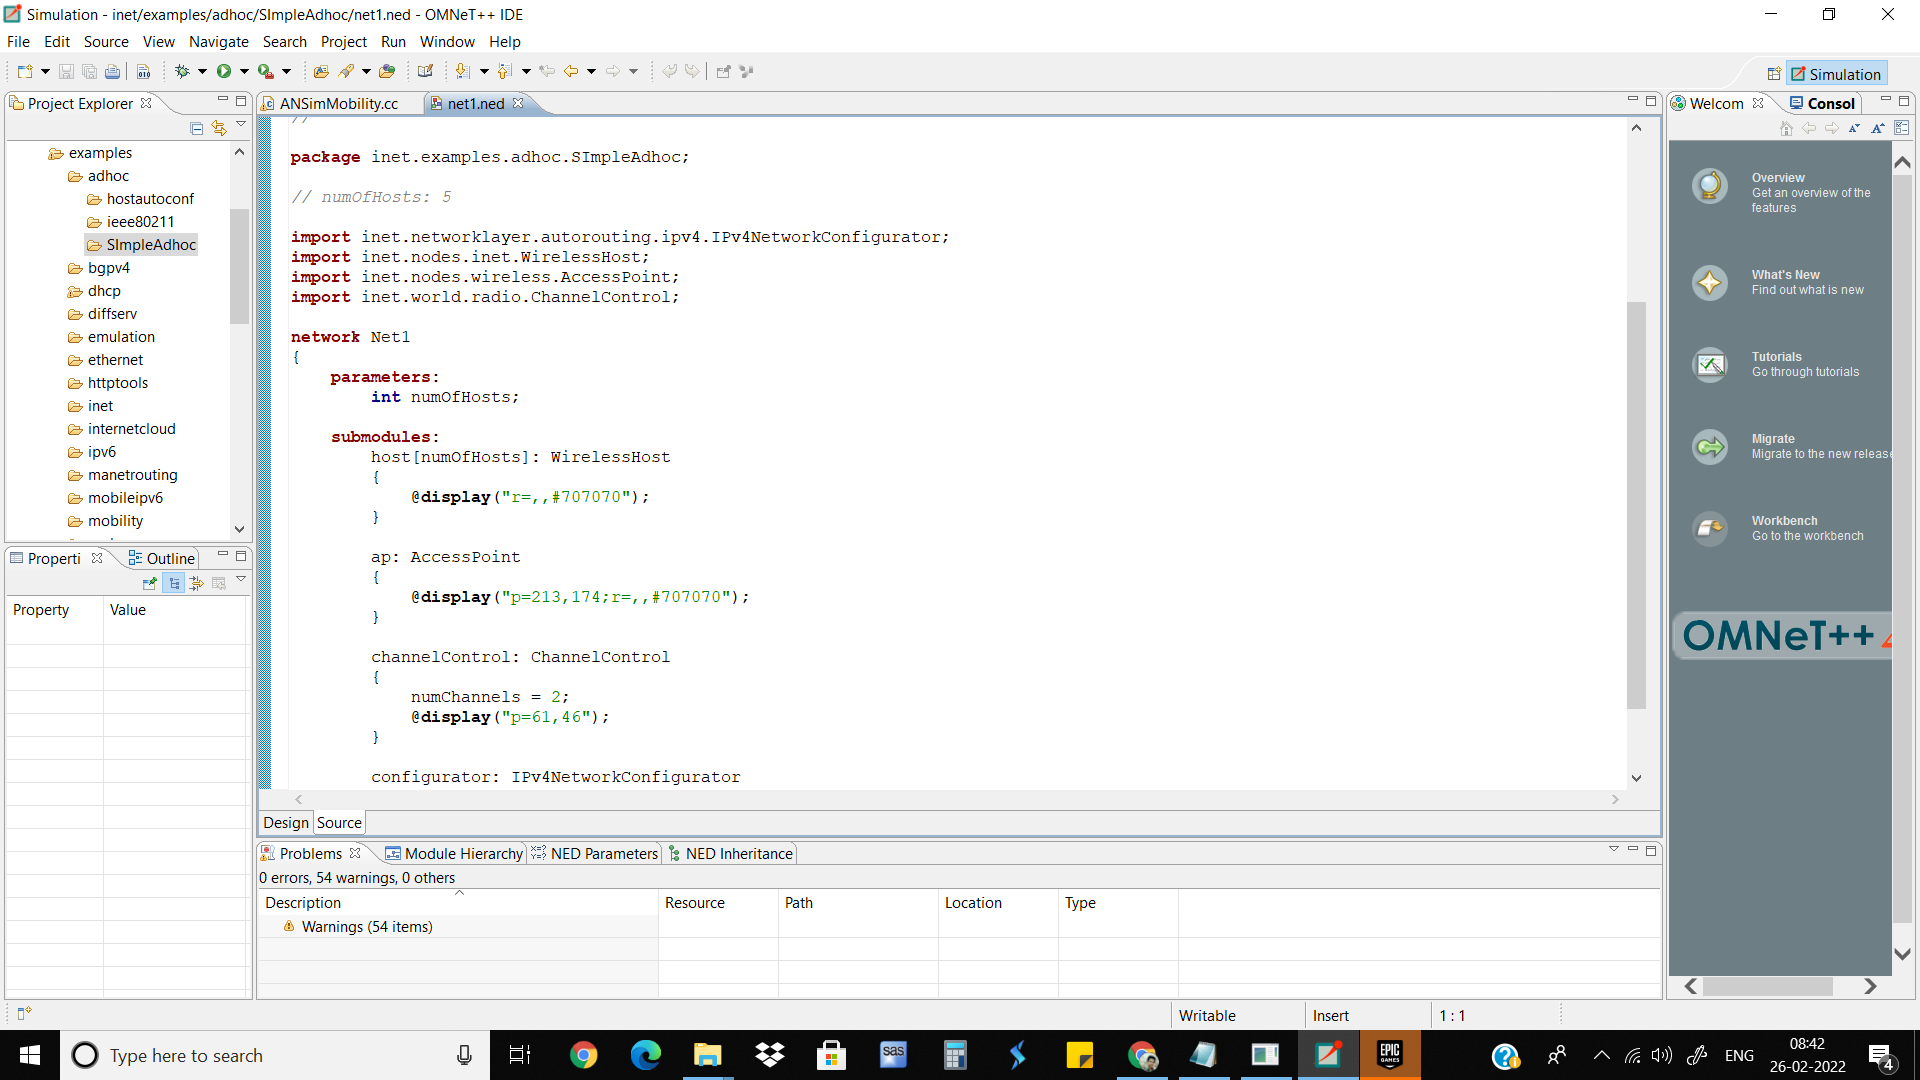 Simulation - inet/examples/adhoc/SImpleAdhoc/net1.ned - OMNeT++ IDE
File Edit Source View Navigate Search Project Run Window Help
Simulation
Project Explorer
examples
adhoc
hostautoconf
ieee80211
SImpleAdhoc
bgpv4
dhcp
diffserv
emulation
ethernet
httptools
inet
internetcloud
ipv6
manetrouting
mobileipv6
mobility
Properti Outline
Property Value
ANSimMobility.cc net1.ned
//
package inet.examples.adhoc.SImpleAdhoc;
// numOfHosts: 5
import inet.networklayer.autorouting.ipv4.IPv4NetworkConfigurator;
import inet.nodes.inet.WirelessHost;
import inet.nodes.wireless.AccessPoint;
import inet.world.radio.ChannelControl;
network Net1
{
parameters:
int numOfHosts;
submodules:
host[numOfHosts]: WirelessHost
{
@display("r=,,#707070");
}
ap: AccessPoint
{
@display("p=213,174;r=,,#707070");
}
channelControl: ChannelControl
{
numChannels = 2;
@display("p=61,46");
}
configurator: IPv4NetworkConfigurator
Design Source
Problems Module Hierarchy NED Parameters NED Inheritance
0 errors, 54 warnings, 0 others
Description Resource Path Location Type
Warnings (54 items)
Welcom Consol
Overview
Get an overview of the
features
What's New
Find out what is new
Tutorials
Go through tutorials
Migrate
Migrate to the new release
Workbench
Go to the workbench
OMNeT++ 4
Writable Insert 1 : 1
Type here to search
sas
EPIC
GAMES
ENG
08:42
26-02-2022
4